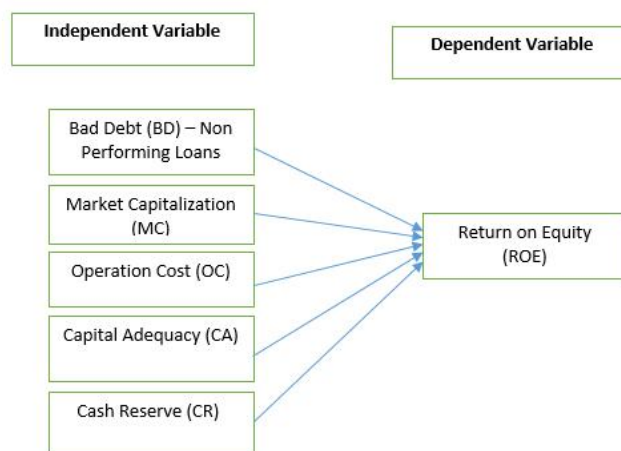 Independent Variable
Dependent Variable
Bad Debt (BD) – Non
Performing Loans
Market Capitalization
(MC)
Operation Cost (OC)
Capital Adequacy (CA)
Cash Reserve (CR)
Return on Equity
(ROE)